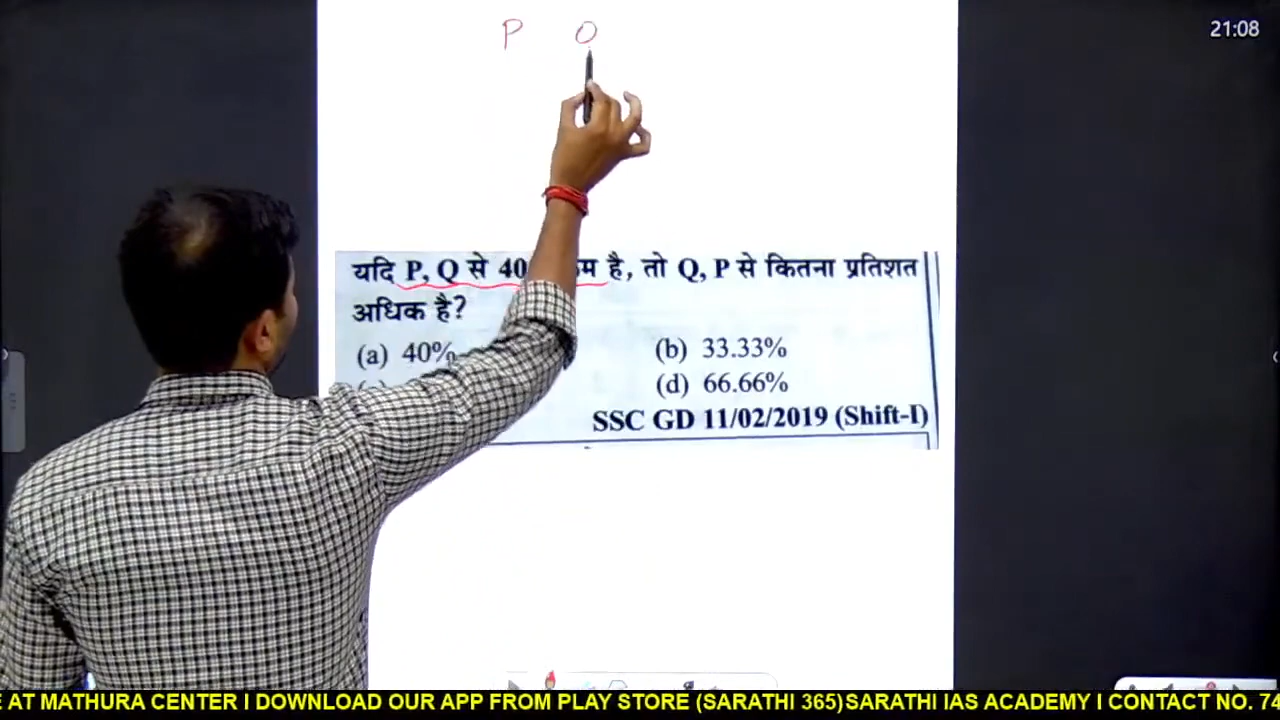 21:08
P Q
यदि P, Q से 40 है, तो Q, P से कितना प्रतिशत
अधिक है?
(a) 40% (b) 33.33%
(d) 66.66%
SSC GD 11/02/2019 (Shift-I)
AT MATHURA CENTER I DOWNLOAD OUR APP FROM PLAY STORE (SARATHI 365)SARATHI IAS ACADEMY I CONTACT NO. 74